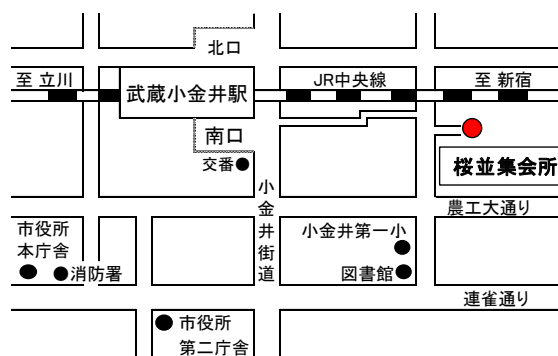 北口
至 立川
武蔵小金井駅
JR中央線
至 新宿
南口
交番
桜並集会所
小金井街道
農工大通り
市役所
本庁舎
消防署
小金井第一小
図書館
連雀通り
市役所
第二庁舎